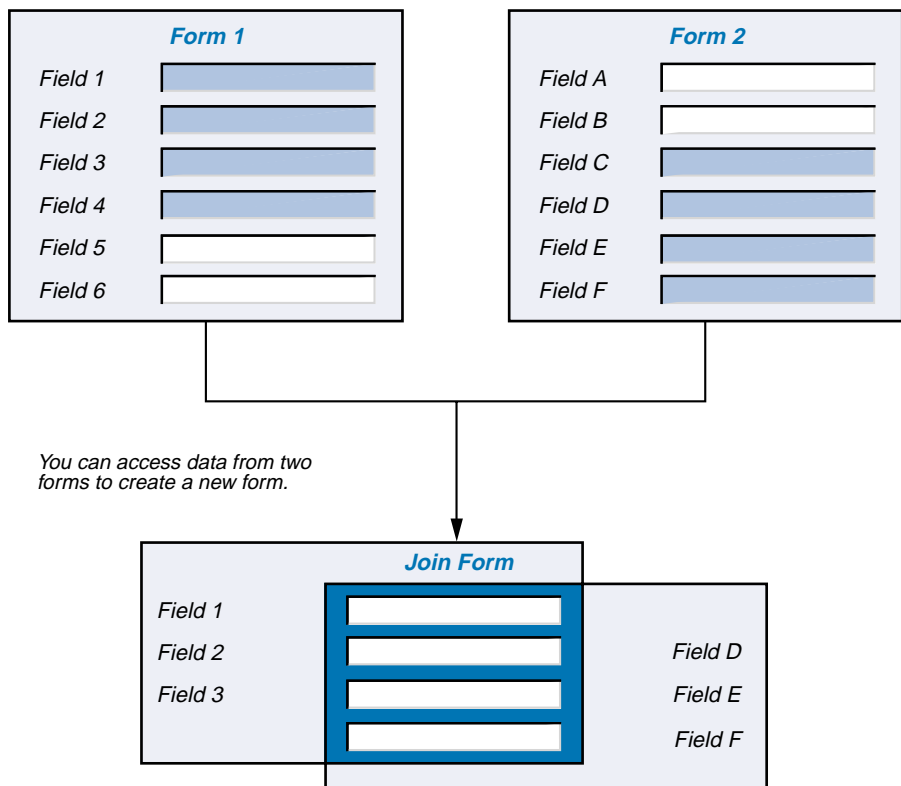 Form 1
Field 1
Field 2
Field 3
Field 4
Field 5
Field 6
Form 2
Field A
Field B
Field C
Field D
Field E
Field F
You can access data from two
forms to create a new form.
Join Form
Field 1
Field 2
Field 3
Field D
Field E
Field F